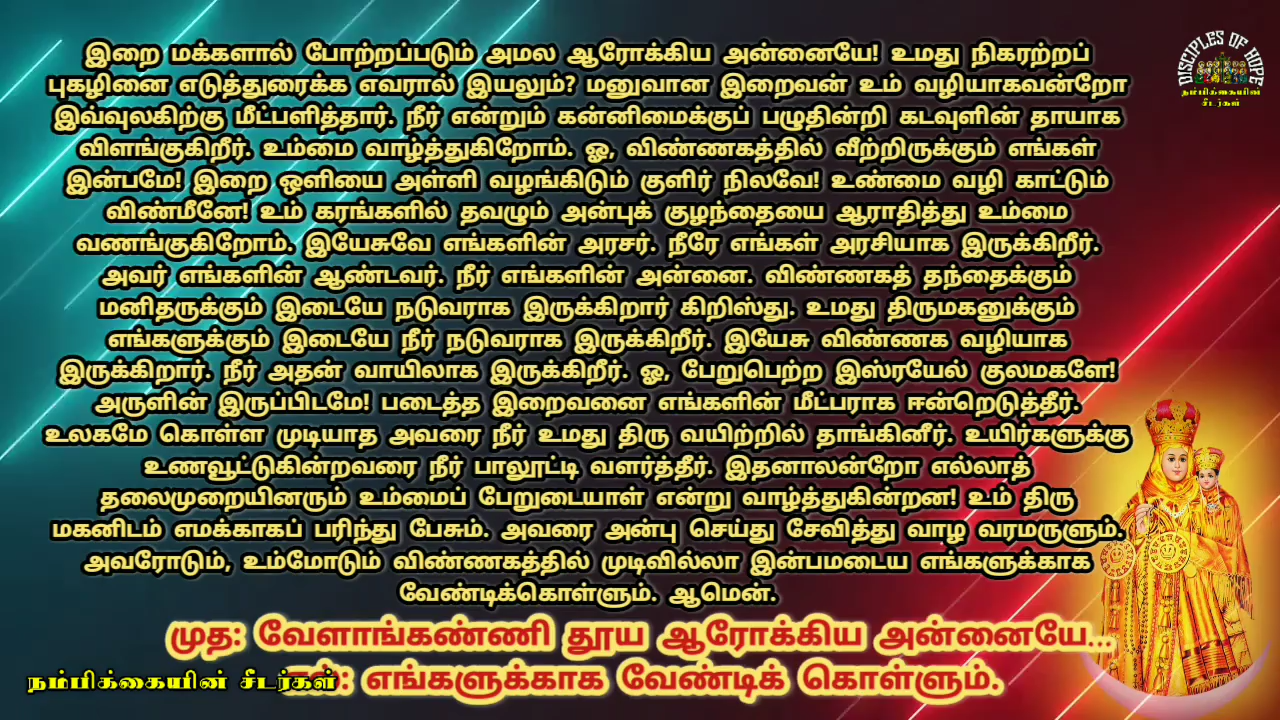 இறை மக்களால் போற்றப்படும் அமல ஆரோக்கிய அன்னையே! உமது நிகரற்றப்
புகழினை எடுத்துரைக்க எவரால் இயலும்? மனுவான இறைவன் உம் வழியாகவன்றோ
இவ்வுலகிற்கு மீட்பளித்தார். நீர் என்றும் கன்னிமைக்குப் பழுதின்றி கடவுளின் தாயாக
விளங்குகிறீர். உம்மை வாழ்த்துகிறோம். ஓ, விண்ணகத்தில் வீற்றிருக்கும் எங்கள்
இன்பமே! இறை ஒளியை அள்ளி வழங்கிடும் குளிர் நிலவே! உண்மை வழி காட்டும்
விண்மீனே! உம் கரங்களில் தவழும் அன்புக் குழந்தையை ஆராதித்து உம்மை
வணங்குகிறோம். இயேசுவே எங்களின் அரசர். நீரே எங்கள் அரசியாக இருக்கிறீர்.
அவர் எங்களின் ஆண்டவர். நீர் எங்களின் அன்னை. விண்ணகத் தந்தைக்கும்
மனிதருக்கும் இடையே நடுவராக இருக்கிறார் கிறிஸ்து. உமது திருமகனுக்கும்
எங்களுக்கும் இடையே நீர் நடுவராக இருக்கிறீர். இயேசு விண்ணக வழியாக
இருக்கிறார். நீர் அதன் வாயிலாக இருக்கிறீர். ஓ, பேறுபெற்ற இஸ்ரயேல் குலமகளே!
அருளின் இருப்பிடமே! படைத்த இறைவனை எங்களின் மீட்பராக ஈன்றெடுத்தீர்.
உலகமே கொள்ள முடியாத அவரை நீர் உமது திரு வயிற்றில் தாங்கினீர். உயிர்களுக்கு
உணவூட்டுகின்றவரை நீர் பாலூட்டி வளர்த்தீர். இதனாலன்றோ எல்லாத்
தலைமுறையினரும் உம்மைப் பேறுடையாள் என்று வாழ்த்துகின்றன! உம் திரு
மகனிடம் எமக்காகப் பரிந்து பேசும். அவரை அன்பு செய்து சேவித்து வாழ வரமருளும்.
அவரோடும், உம்மோடும் விண்ணகத்தில் முடிவில்லா இன்பமடைய எங்களுக்காக
வேண்டிக்கொள்ளும். ஆமென்.
முத: வேளாங்கண்ணி தூய ஆரோக்கிய அன்னையே...
எங்களுக்காக வேண்டிக் கொள்ளும்.
நம்பிக்கையின் சீடர்கள்
DISCIPLES OF HOPE
நம்பிக்கையின்
சீடர்கள்